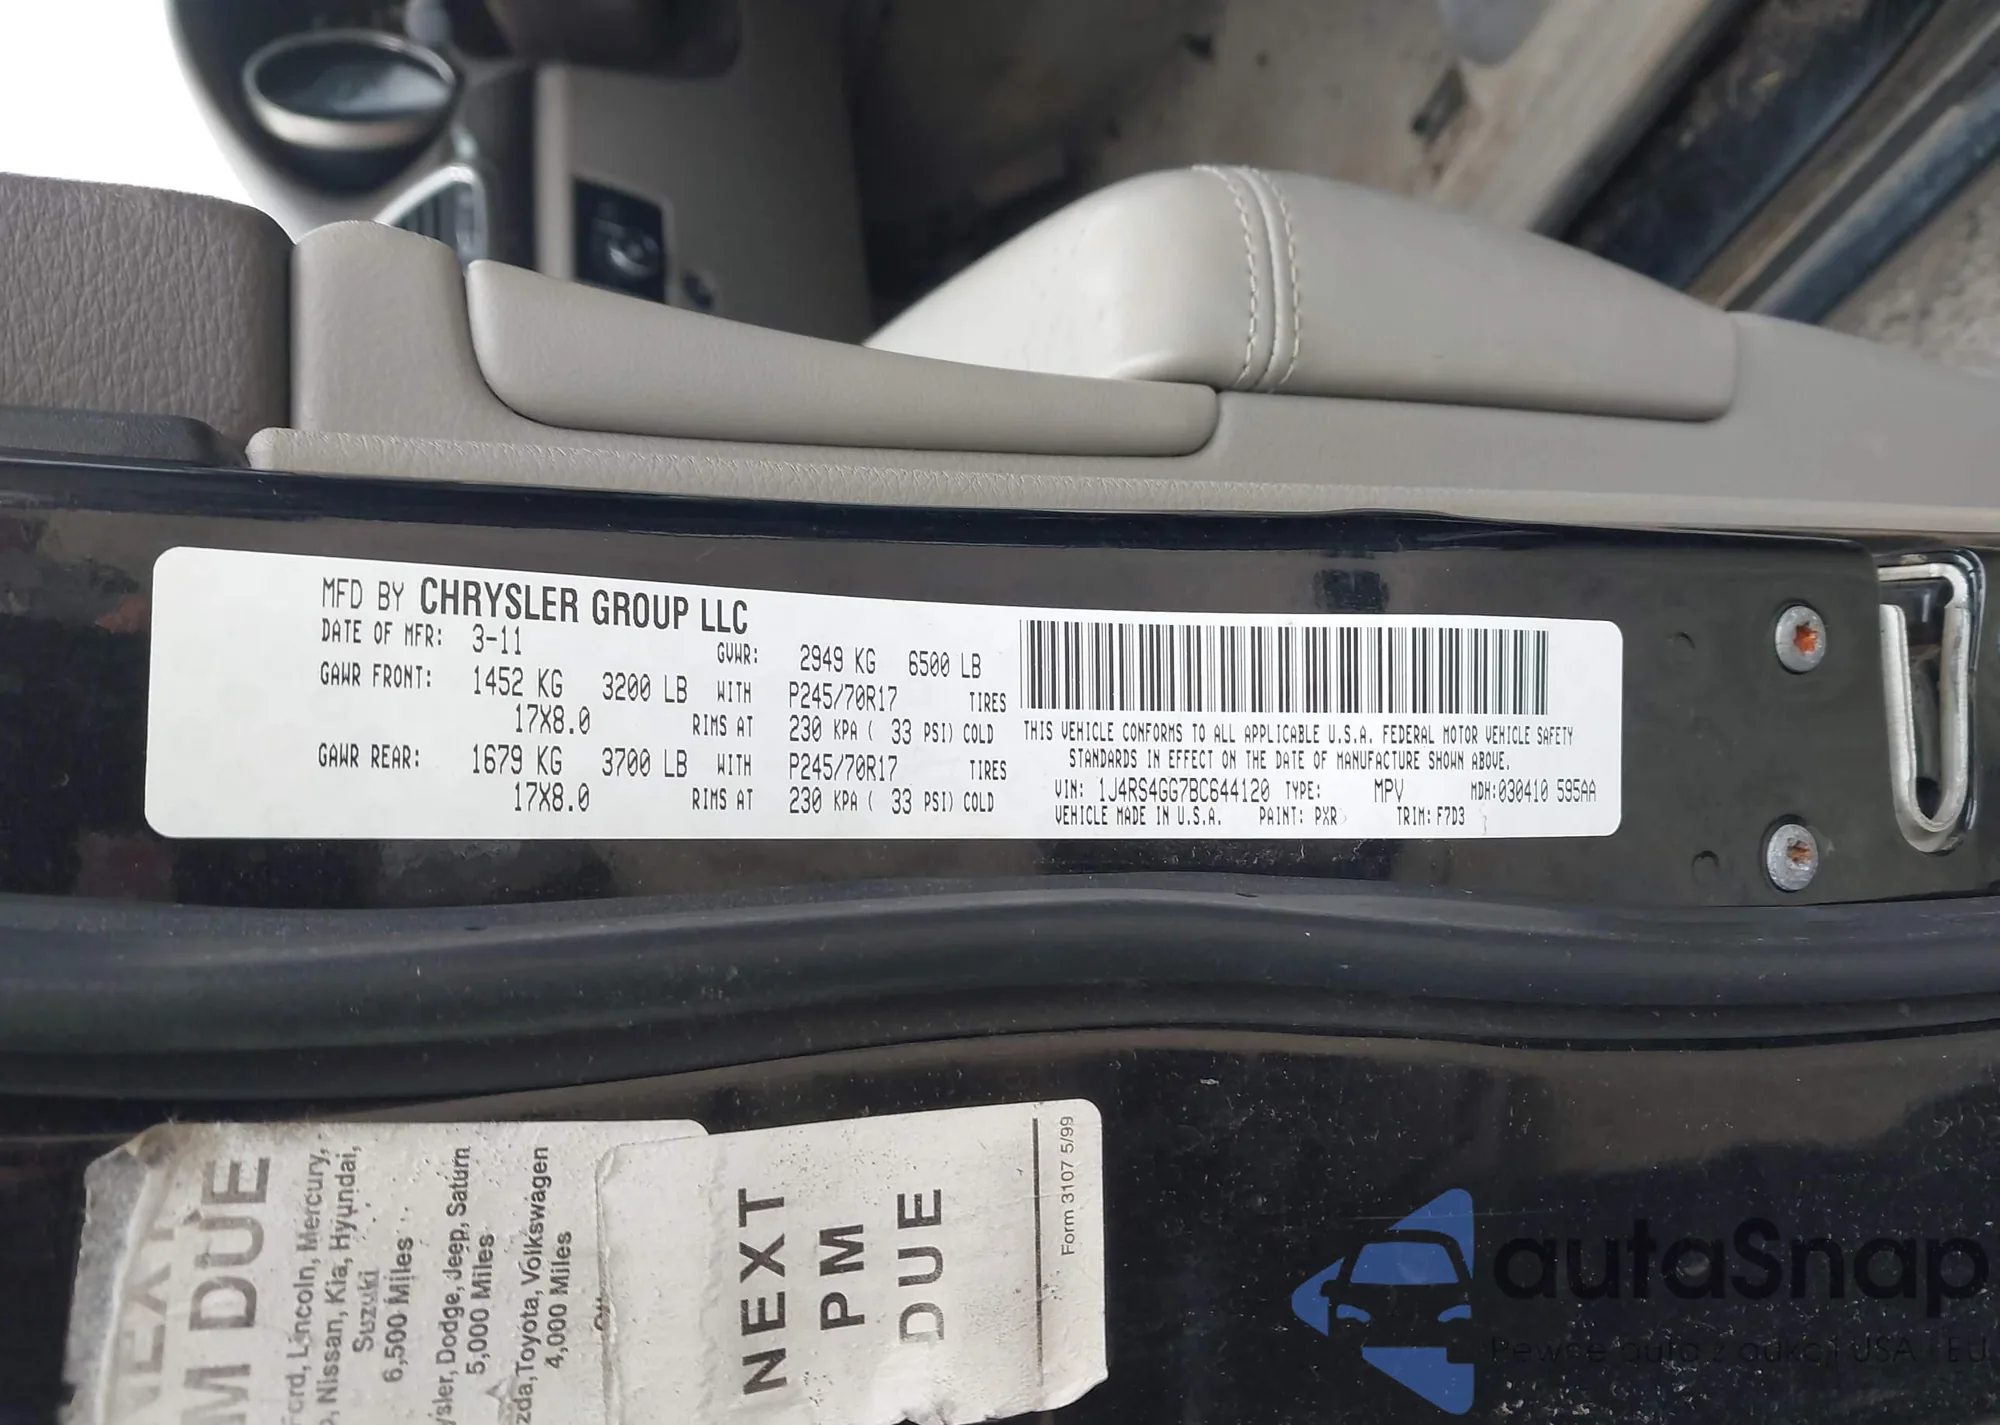 MFD BY CHRYSLER GROUP LLC
DATE OF MFR: 3-11 GVWR: 2949 KG 6500 LB
GAWR FRONT: 1452 KG 3200 LB WITH P245/70R17 TIRES
17X8.0 RIMS AT 230 KPA ( 33 PSI) COLD
GAWR REAR: 1679 KG 3700 LB WITH P245/70R17 TIRES
17X8.0 RIMS AT 230 KPA ( 33 PSI) COLD
THIS VEHICLE CONFORMS TO ALL APPLICABLE U.S.A. FEDERAL MOTOR VEHICLE SAFETY
STANDARDS IN EFFECT ON THE DATE OF MANUFACTURE SHOWN ABOVE.
VIN: 1J4RS4GG7BC644120 TYPE: MPV MDH:030410 595AA
VEHICLE MADE IN U.S.A. PAINT: PXR TRIM: F7D3
M DUE
Ford, Lincoln, Mercury,
Nissan, Kia, Hyundai,
Suzuki
6,500 Miles
Dodge, Jeep, Saturn
5,000 Miles
Toyota, Volkswagen
4,000 Miles
NEXT
PM
DUE
Form 3107 5/99
autaSnap
Pewne auta z aukcji USA i EU